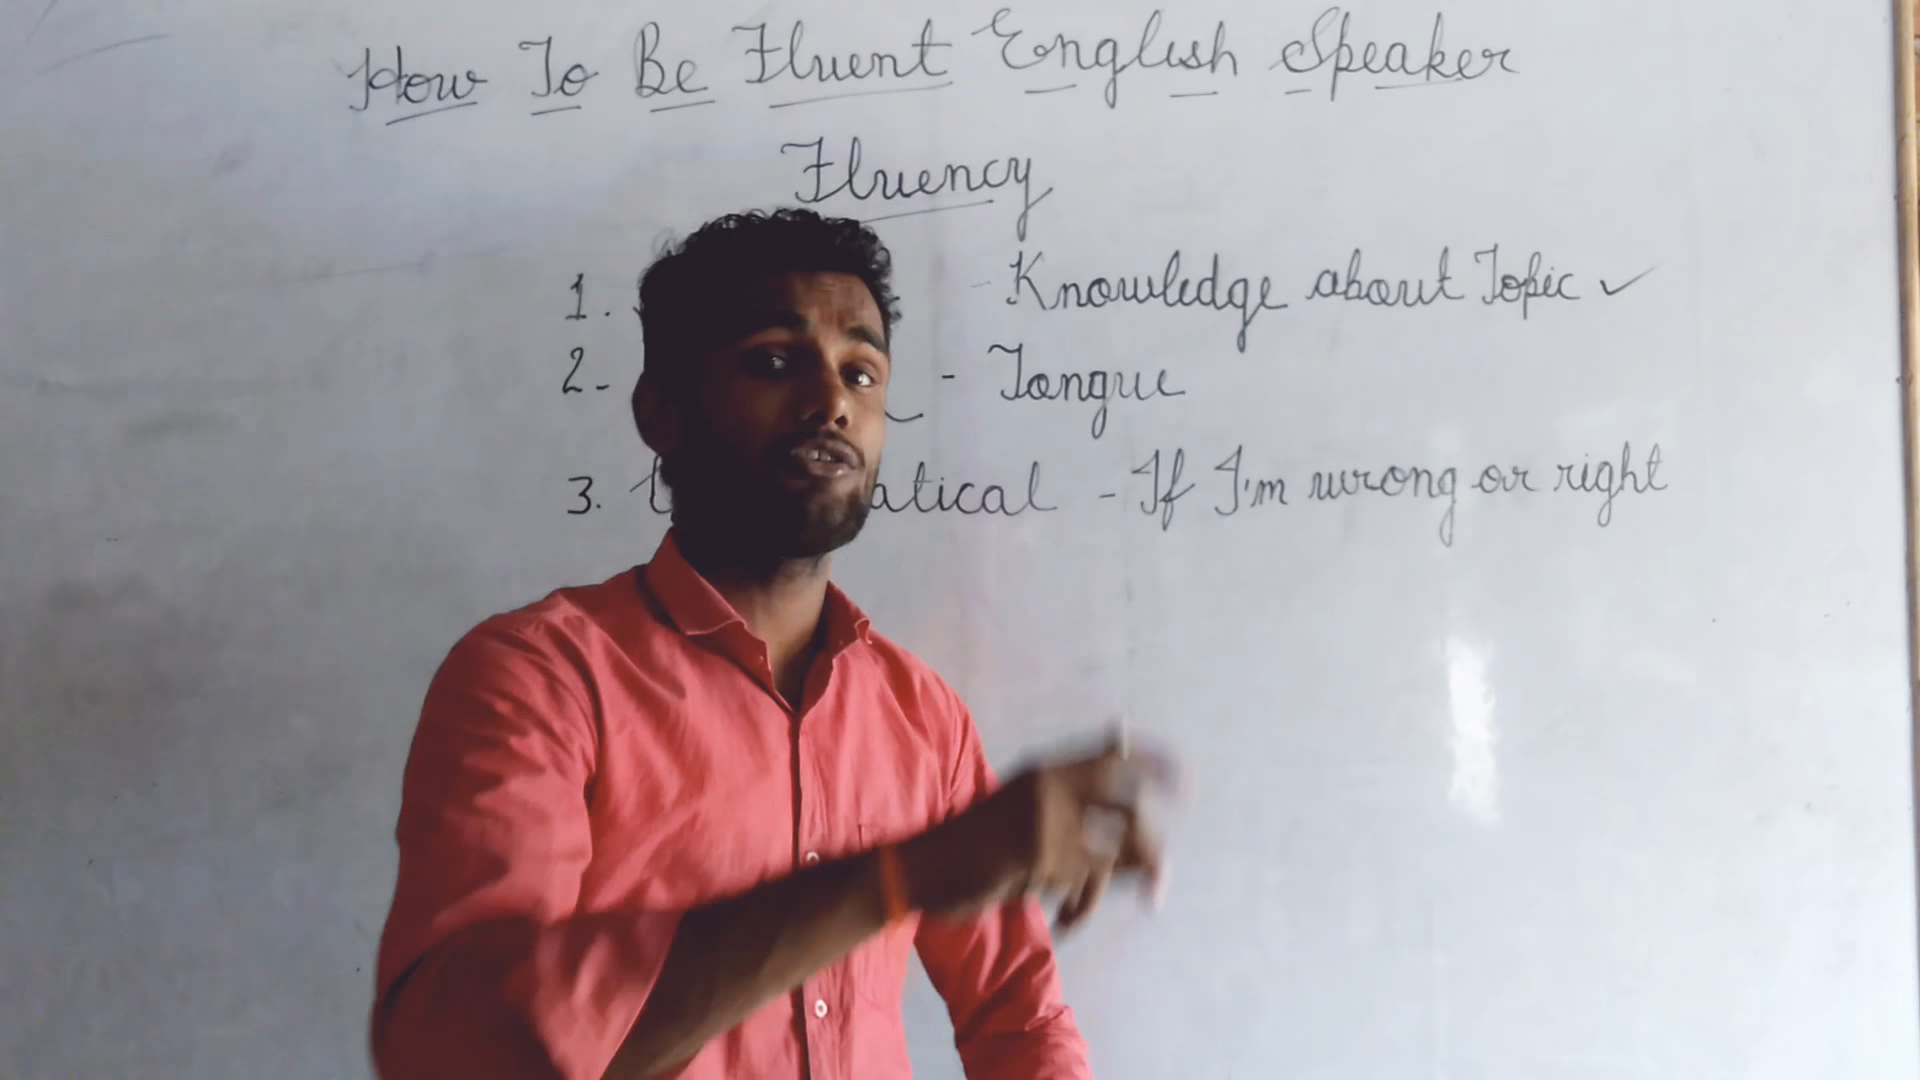 How To Be Fluent English Speaker
Fluency
1. - Knowledge about Topic ✓
2- - Tongue
3. atical - If I'm wrong or right